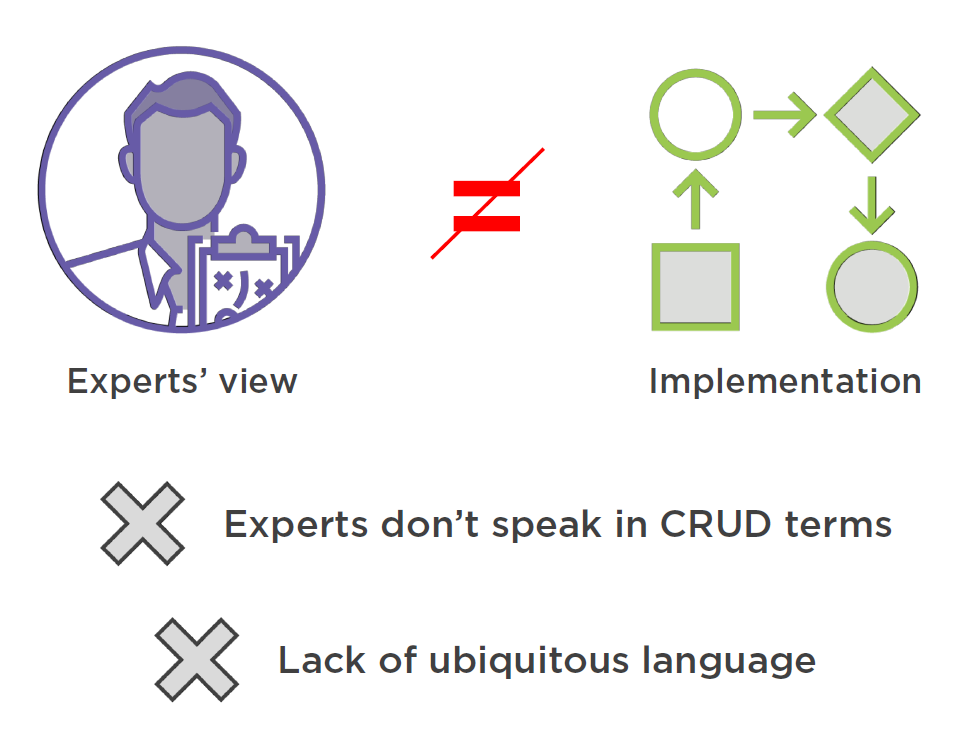 Experts’ view
Implementation
Experts don’t speak in CRUD terms
Lack of ubiquitous language